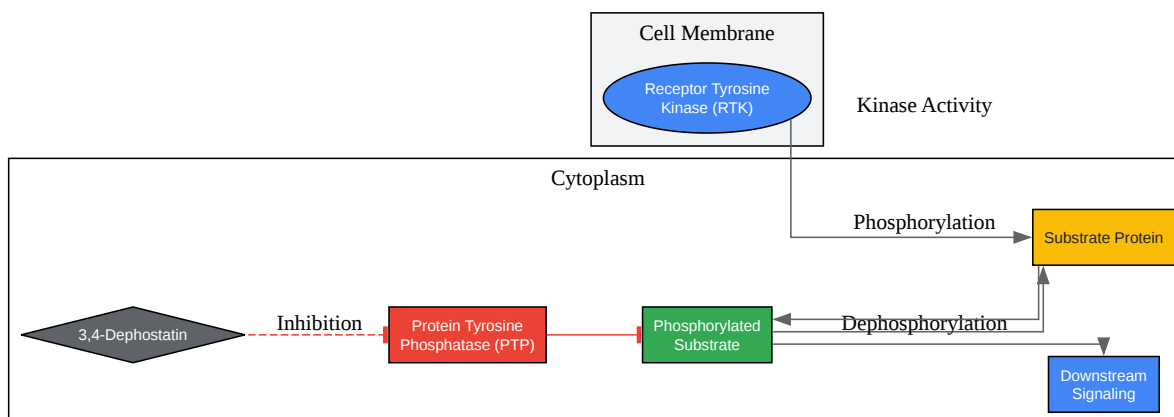 Cell Membrane
Receptor Tyrosine
Kinase (RTK)
Kinase Activity
Cytoplasm
Phosphorylation
Substrate Protein
3,4-Dephostatin
Inhibition
Protein Tyrosine
Phosphatase (PTP)
Phosphorylated
Substrate
Dephosphorylation
Downstream
Signaling